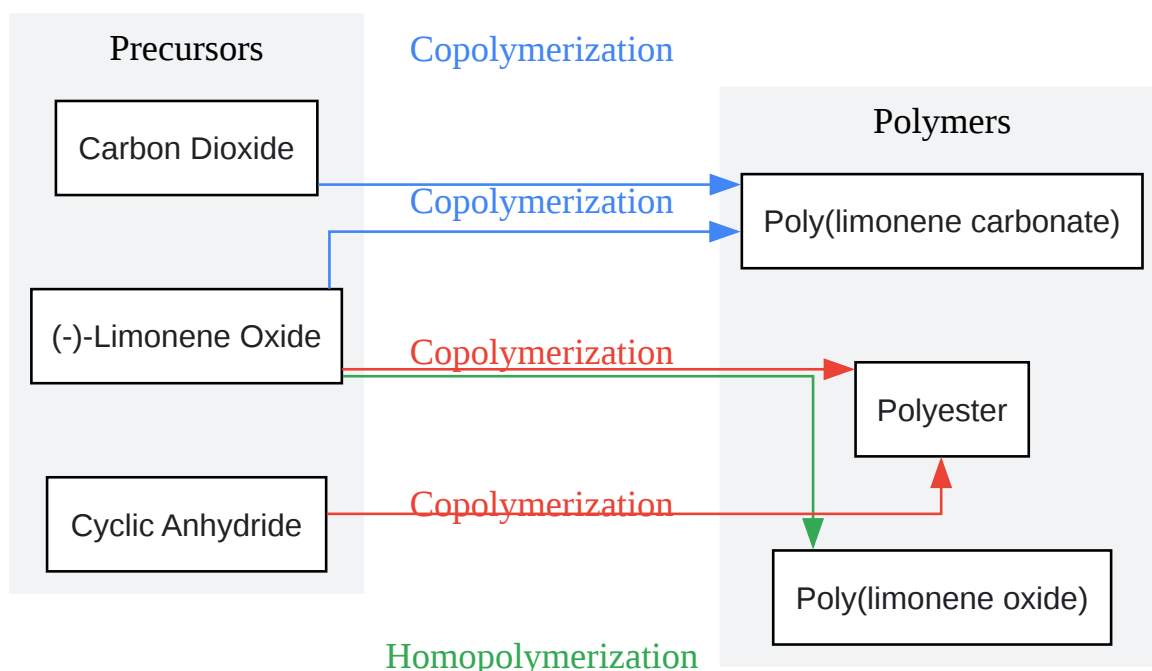 Precursors
Copolymerization
Carbon Dioxide
Polymers
Copolymerization
Poly(limonene carbonate)
(-)-Limonene Oxide
Copolymerization
Polyester
Cyclic Anhydride
Copolymerization
Poly(limonene oxide)
Homopolymerization